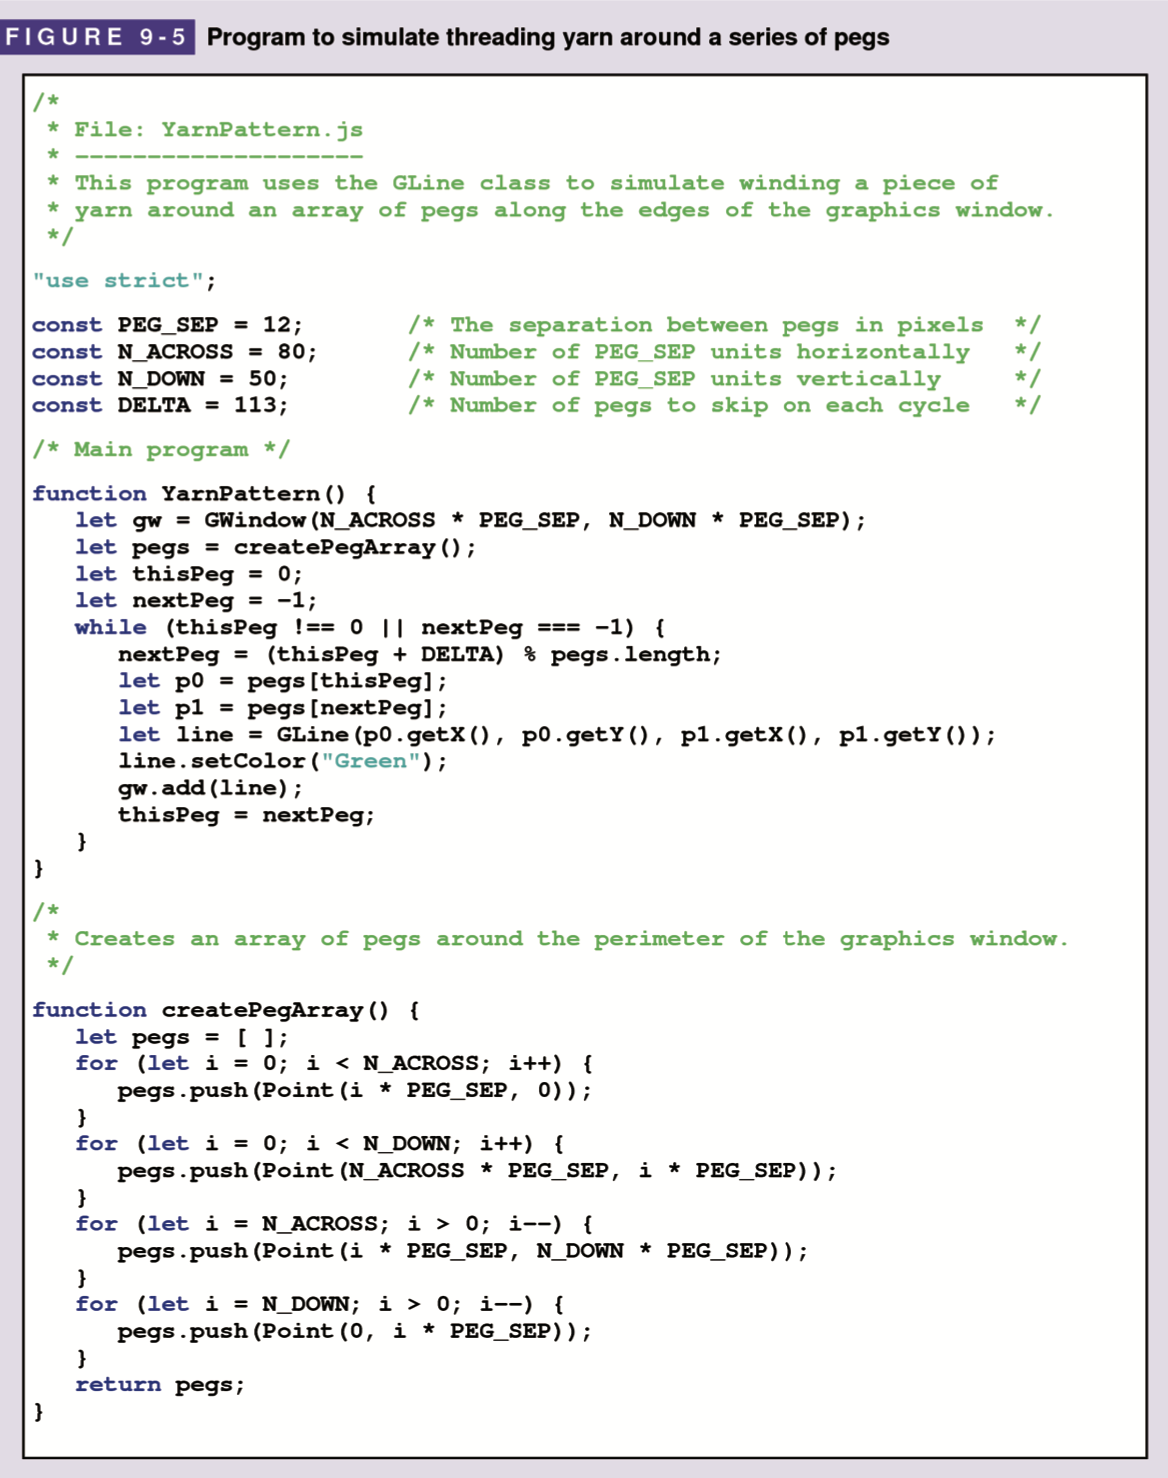 FIGURE 9-5 Program to simulate threading yarn around a series of pegs
/*
 * File: YarnPattern.js
 * --------------------
 * This program uses the GLine class to simulate winding a piece of
 * yarn around an array of pegs along the edges of the graphics window.
 */
"use strict";
const PEG_SEP = 12;       /* The separation between pegs in pixels  */
const N_ACROSS = 80;      /* Number of PEG_SEP units horizontally   */
const N_DOWN = 50;        /* Number of PEG_SEP units vertically     */
const DELTA = 113;        /* Number of pegs to skip on each cycle   */
/* Main program */
function YarnPattern() {
   let gw = GWindow(N_ACROSS * PEG_SEP, N_DOWN * PEG_SEP);
   let pegs = createPegArray();
   let thisPeg = 0;
   let nextPeg = -1;
   while (thisPeg !== 0 || nextPeg === -1) {
      nextPeg = (thisPeg + DELTA) % pegs.length;
      let p0 = pegs[thisPeg];
      let p1 = pegs[nextPeg];
      let line = GLine(p0.getX(), p0.getY(), p1.getX(), p1.getY());
      line.setColor("Green");
      gw.add(line);
      thisPeg = nextPeg;
   }
}
/*
 * Creates an array of pegs around the perimeter of the graphics window.
 */
function createPegArray() {
   let pegs = [ ];
   for (let i = 0; i < N_ACROSS; i++) {
      pegs.push(Point(i * PEG_SEP, 0));
   }
   for (let i = 0; i < N_DOWN; i++) {
      pegs.push(Point(N_ACROSS * PEG_SEP, i * PEG_SEP));
   }
   for (let i = N_ACROSS; i > 0; i--) {
      pegs.push(Point(i * PEG_SEP, N_DOWN * PEG_SEP));
   }
   for (let i = N_DOWN; i > 0; i--) {
      pegs.push(Point(0, i * PEG_SEP));
   }
   return pegs;
}